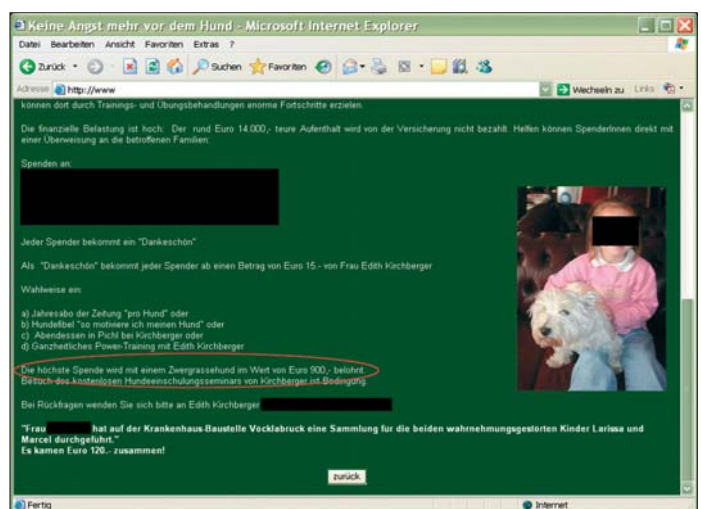 Keine Angst mehr vor dem Hund - Microsoft Internet Explorer
Datei Bearbeiten Ansicht Favoriten Extras ?
Zurück Suchen Favoriten
Adresse http://www Wechseln zu Links
können dort durch Trainings- und Übungsbehandlungen enorme Fortschritte erzielen.
Die finanzielle Belastung ist hoch: Der rund Euro 14.000,- teure Aufenthalt wird von der Versicherung nicht bezahlt. Helfen können SpenderInnen direkt mit
einer Überweisung an die betroffenen Familien:
Spenden an:
Jeder Spender bekommt ein "Dankeschön"
Als "Dankeschön" bekommt jeder Spender ab einen Betrag von Euro 15.- von Frau Edith Kirchberger
Wahlweise ein:
a) Jahresabo der Zeitung "pro Hund" oder
b) Hundefibel "so motiviere ich meinen Hund" oder
c) Abendessen in Pichl bei Kirchberger oder
d) Ganzheitliches Power-Training mit Edith Kirchberger
Die höchste Spende wird mit einem Zwergrassehund im Wert von Euro 900,- belohnt.
Besuch des kostenlosen Hundeeinschulungsseminars von Kirchberger ist Bedingung.
Bei Rückfragen wenden Sie sich bitte an Edith Kirchberger
"Frau hat auf der Krankenhaus-Baustelle Vöcklabruck eine Sammlung für die beiden wahrnehmungsgestörten Kinder Larissa und
Marcel durchgeführt."
Es kamen Euro 120.- zusammen!
zurück
Fertig Internet